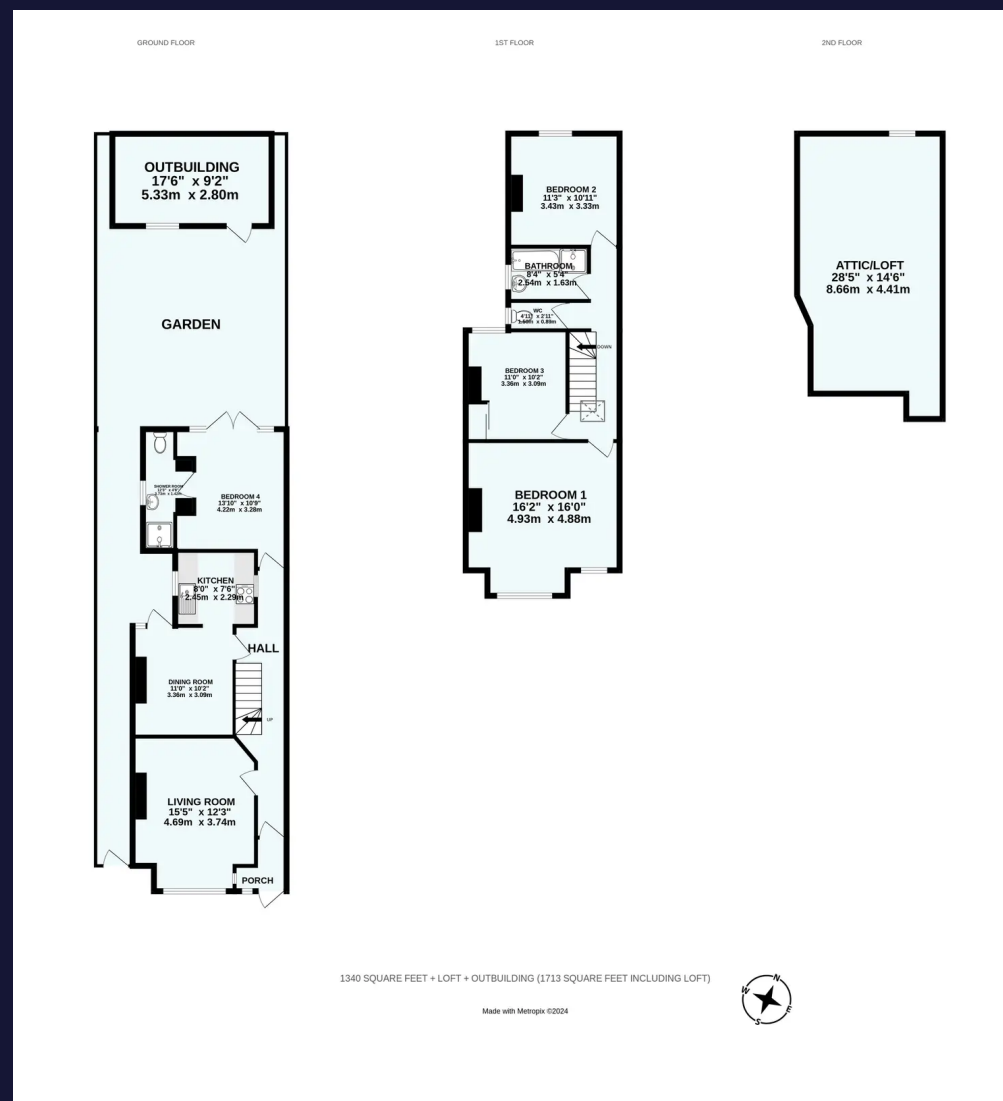 GROUND FLOOR
1ST FLOOR
2ND FLOOR
OUTBUILDING
17'6" x 9'2"
5.33m x 2.80m
GARDEN
SHOWER ROOM
BEDROOM 4
13'10" x 10'9"
4.22m x 3.28m
KITCHEN
8'0" x 7'6"
2.45m x 2.29m
HALL
DINING ROOM
11'0" x 10'2"
3.36m x 3.09m
UP
LIVING ROOM
15'5" x 12'3"
4.69m x 3.74m
PORCH
BEDROOM 2
11'3" x 10'11"
3.43m x 3.33m
BATHROOM
8'4" x 5'4"
2.54m x 1.63m
WC
4'11" x 2'11"
DOWN
BEDROOM 3
11'0" x 10'2"
3.36m x 3.09m
BEDROOM 1
16'2" x 16'0"
4.93m x 4.88m
ATTIC/LOFT
28'5" x 14'6"
8.66m x 4.41m
1340 SQUARE FEET + LOFT + OUTBUILDING (1713 SQUARE FEET INCLUDING LOFT)
Made with Metropix ©2024
N
W
E
S